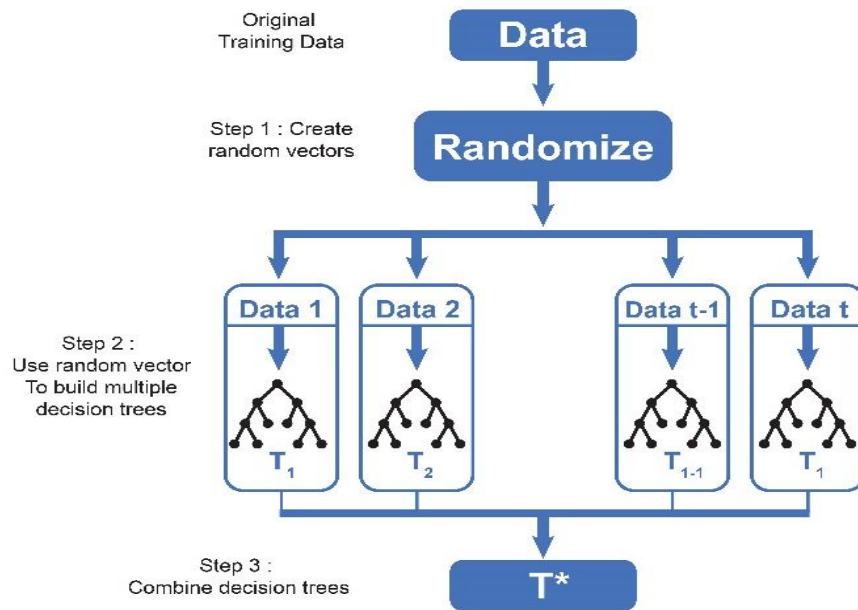 Original
Training Data
Data
Step 1 : Create
random vectors
Randomize
Data 1
Data 2
Data t-1
Data t
Step 2 :
Use random vector
To build multiple
decision trees
T1
T2
T1-1
T1
Step 3 :
Combine decision trees
T*